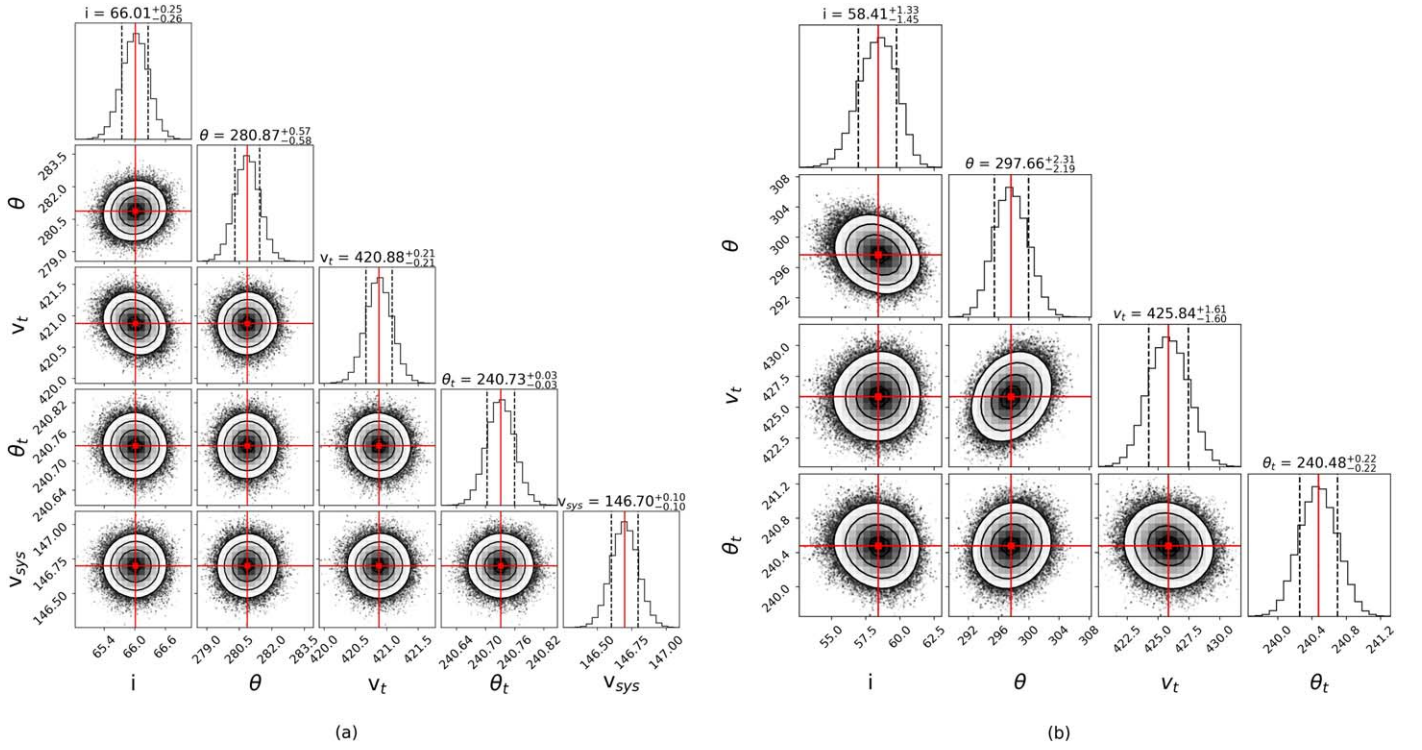 i = 66.01 +0.25 −0.26
θ = 280.87 +0.57 −0.58
v_t = 420.88 +0.21 −0.21
θ_t = 240.73 +0.03 −0.03
v_sys = 146.70 +0.10 −0.10
283.5
282.0
280.5
279.0
θ
421.5
421.0
420.5
420.0
v_t
240.82
240.76
240.70
240.64
θ_t
147.00
146.75
146.50
v_sys
65.4 66.0 66.6
279.0 280.5 282.0 283.5
420.0 420.5 421.0 421.5
240.64 240.70 240.76 240.82
146.50 146.75 147.00
i θ v_t θ_t v_sys
(a)
i = 58.41 +1.33 −1.45
θ = 297.66 +2.31 −2.19
v_t = 425.84 +1.61 −1.60
θ_t = 240.48 +0.22 −0.22
308
304
300
296
292
θ
430.0
427.5
425.0
422.5
v_t
241.2
240.8
240.4
240.0
θ_t
55.0 57.5 60.0 62.5
292 296 300 304 308
422.5 425.0 427.5 430.0
240.0 240.4 240.8 241.2
i θ v_t θ_t
(b)